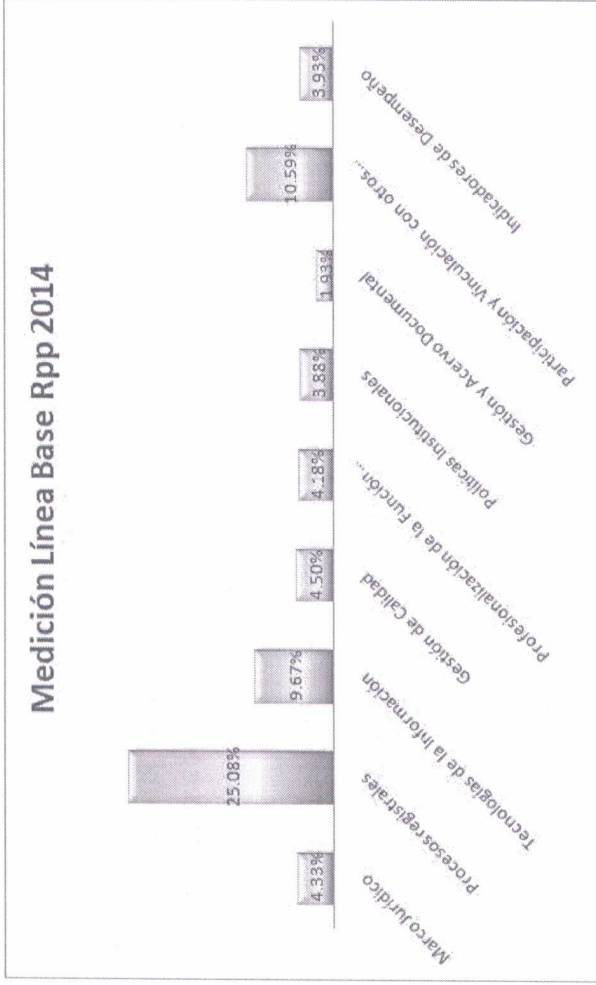 Medición Línea Base Rpp 2014
4.33%
25.08%
9.67%
4.50%
4.18%
3.88%
1.93%
10.59%
3.93%
Marco Jurídico
Procesos registrales
Tecnologías de la Información
Gestión de Calidad
Profesionalización de la Función...
Políticas Institucionales
Gestión y Acervo Documental
Participación y Vinculación con otros...
Indicadores de Desempeño